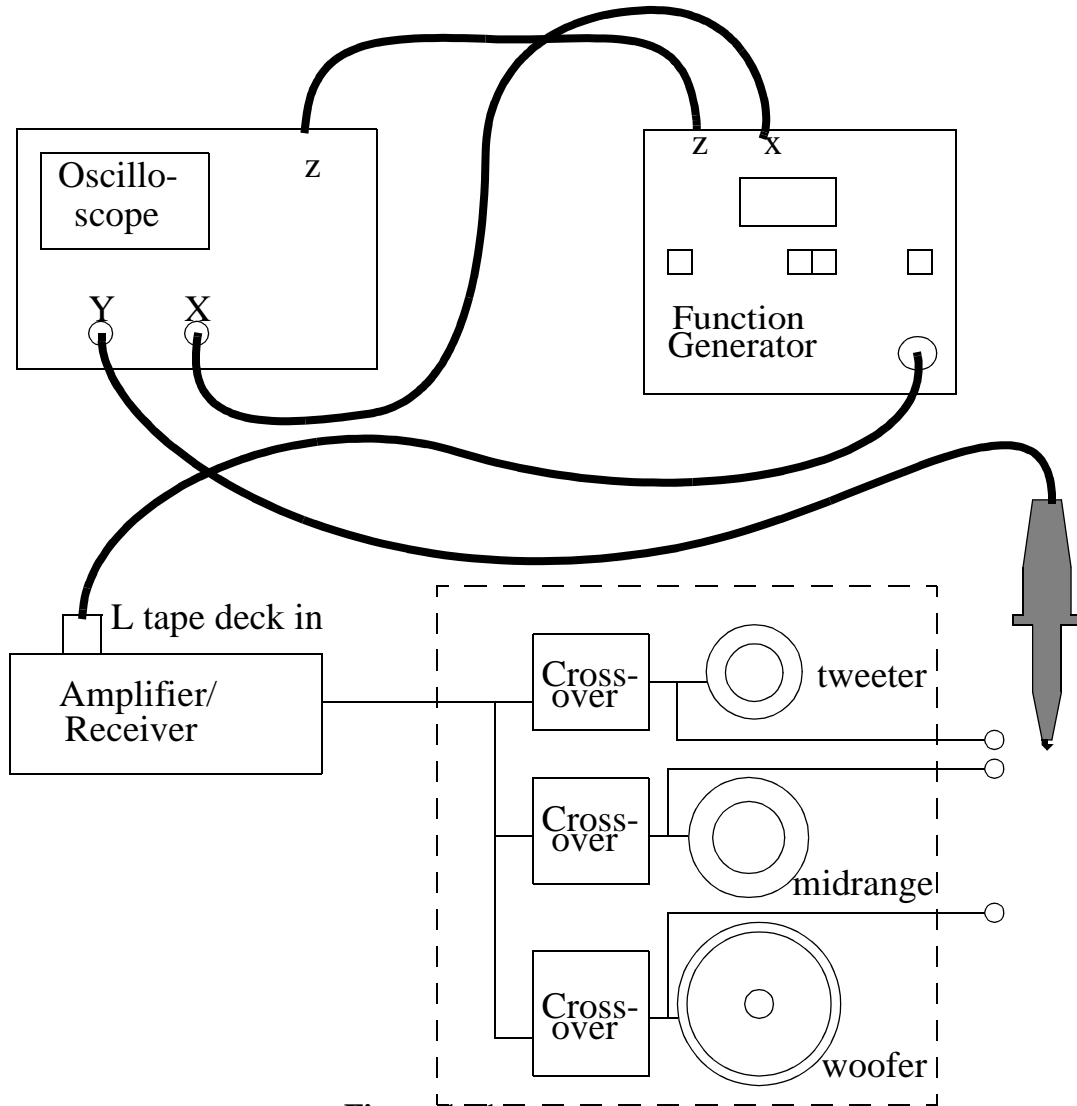 z
z
x
Oscillo-
scope
Y
X
Function
Generator
L tape deck in
Amplifier/
Receiver
Cross-
over
tweeter
Cross-
over
midrange
Cross-
over
woofer